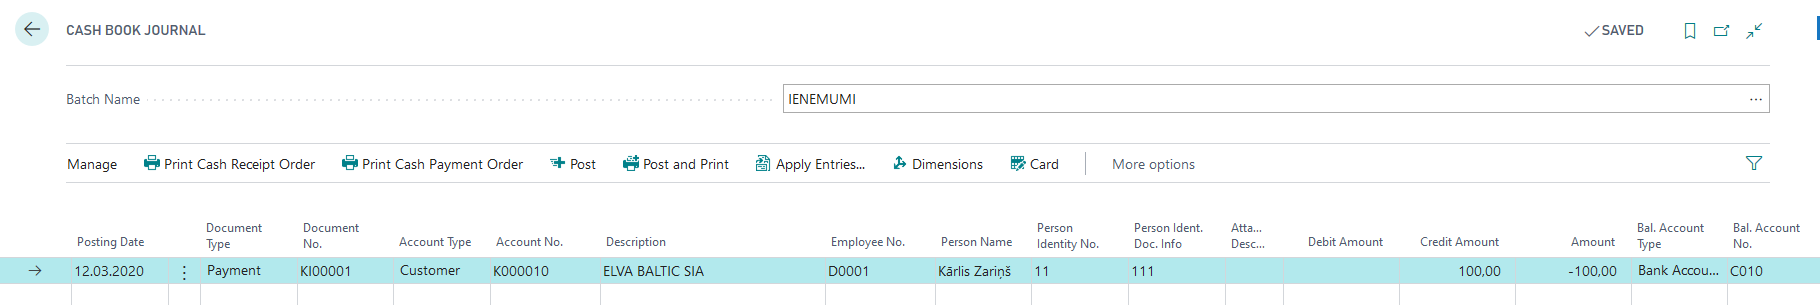 CASH BOOK JOURNAL
SAVED
Batch Name
IENEMUMI
...
Manage Print Cash Receipt Order Print Cash Payment Order Post Post and Print Apply Entries... Dimensions Card More options
Posting Date Document Type Document No. Account Type Account No. Description Employee No. Person Name Person Identity No. Person Ident. Doc. Info Atta... Desc... Debit Amount Credit Amount Amount Bal. Account Type Bal. Account No.
12.03.2020 Payment KI00001 Customer K000010 ELVA BALTIC SIA D0001 Kārlis Zariņš 11 111 100,00 -100,00 Bank Accou... C010